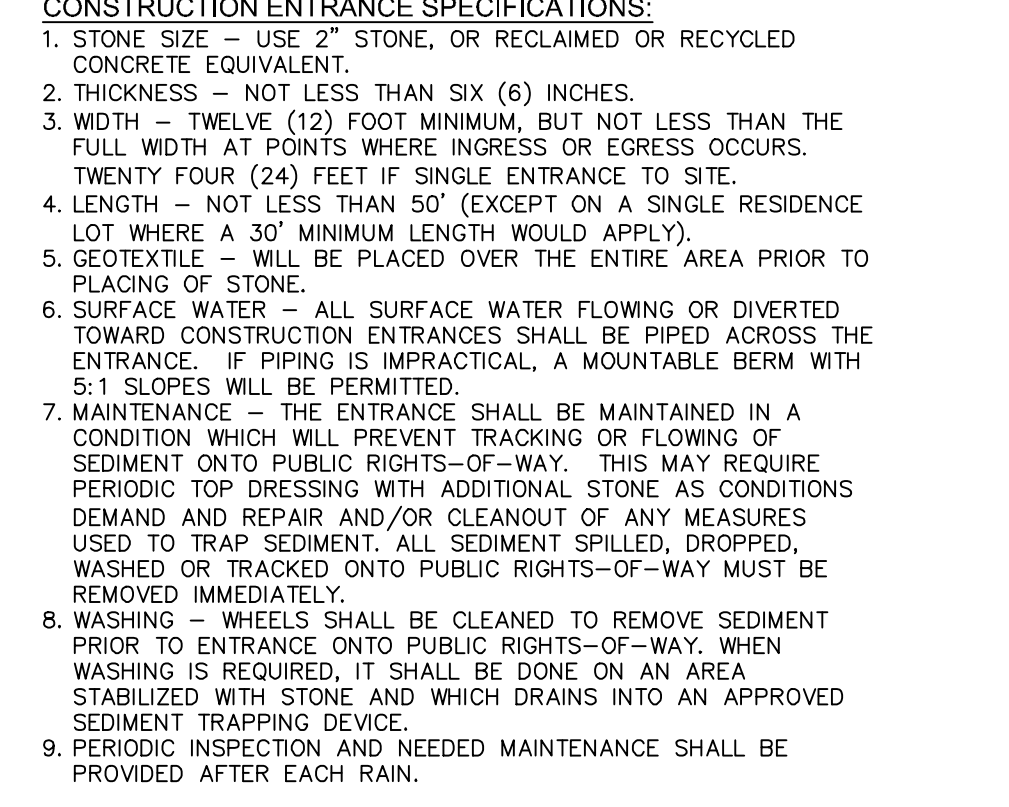 CONSTRUCTION ENTRANCE SPECIFICATIONS:
1. STONE SIZE – USE 2" STONE, OR RECLAIMED OR RECYCLED
CONCRETE EQUIVALENT.
2. THICKNESS – NOT LESS THAN SIX (6) INCHES.
3. WIDTH – TWELVE (12) FOOT MINIMUM, BUT NOT LESS THAN THE
FULL WIDTH AT POINTS WHERE INGRESS OR EGRESS OCCURS.
TWENTY FOUR (24) FEET IF SINGLE ENTRANCE TO SITE.
4. LENGTH – NOT LESS THAN 50' (EXCEPT ON A SINGLE RESIDENCE
LOT WHERE A 30' MINIMUM LENGTH WOULD APPLY).
5. GEOTEXTILE – WILL BE PLACED OVER THE ENTIRE AREA PRIOR TO
PLACING OF STONE.
6. SURFACE WATER – ALL SURFACE WATER FLOWING OR DIVERTED
TOWARD CONSTRUCTION ENTRANCES SHALL BE PIPED ACROSS THE
ENTRANCE. IF PIPING IS IMPRACTICAL, A MOUNTABLE BERM WITH
5:1 SLOPES WILL BE PERMITTED.
7. MAINTENANCE – THE ENTRANCE SHALL BE MAINTAINED IN A
CONDITION WHICH WILL PREVENT TRACKING OR FLOWING OF
SEDIMENT ONTO PUBLIC RIGHTS–OF–WAY. THIS MAY REQUIRE
PERIODIC TOP DRESSING WITH ADDITIONAL STONE AS CONDITIONS
DEMAND AND REPAIR AND/OR CLEANOUT OF ANY MEASURES
USED TO TRAP SEDIMENT. ALL SEDIMENT SPILLED, DROPPED,
WASHED OR TRACKED ONTO PUBLIC RIGHTS–OF–WAY MUST BE
REMOVED IMMEDIATELY.
8. WASHING – WHEELS SHALL BE CLEANED TO REMOVE SEDIMENT
PRIOR TO ENTRANCE ONTO PUBLIC RIGHTS–OF–WAY. WHEN
WASHING IS REQUIRED, IT SHALL BE DONE ON AN AREA
STABILIZED WITH STONE AND WHICH DRAINS INTO AN APPROVED
SEDIMENT TRAPPING DEVICE.
9. PERIODIC INSPECTION AND NEEDED MAINTENANCE SHALL BE
PROVIDED AFTER EACH RAIN.